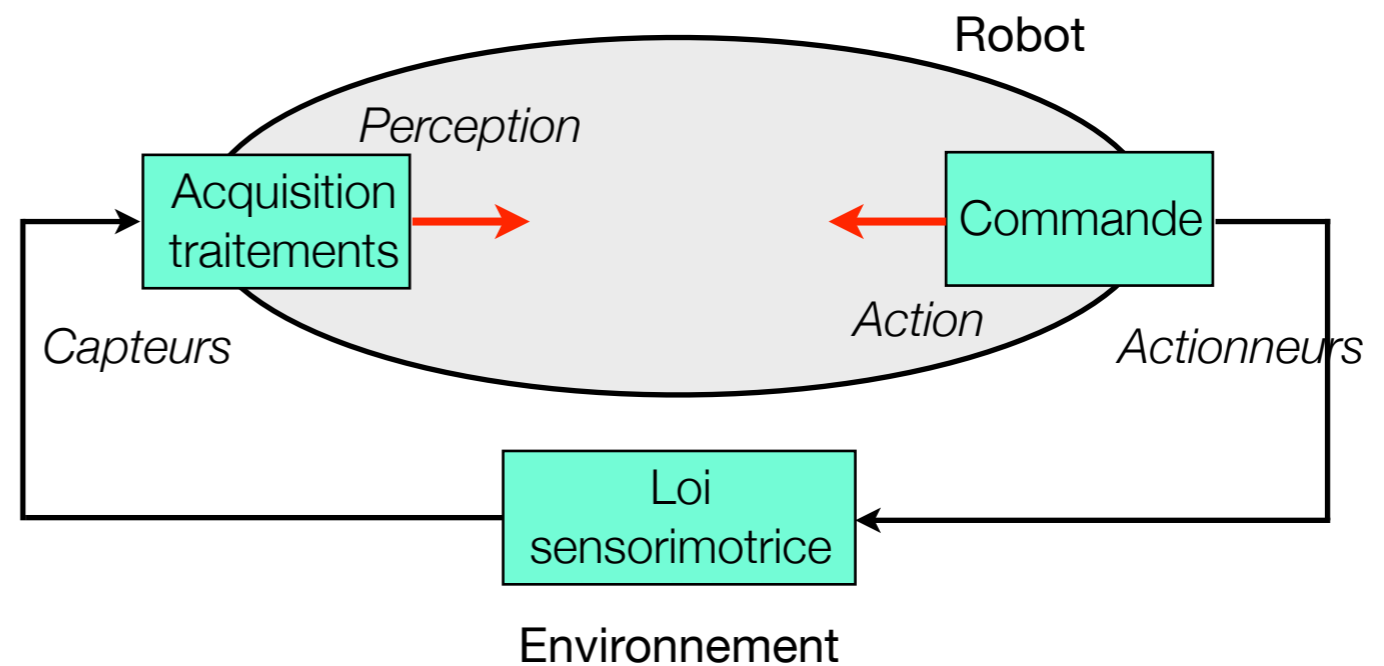 Robot
Perception
Acquisition
traitements
Commande
Action
Capteurs
Actionneurs
Loi
sensorimotrice
Environnement